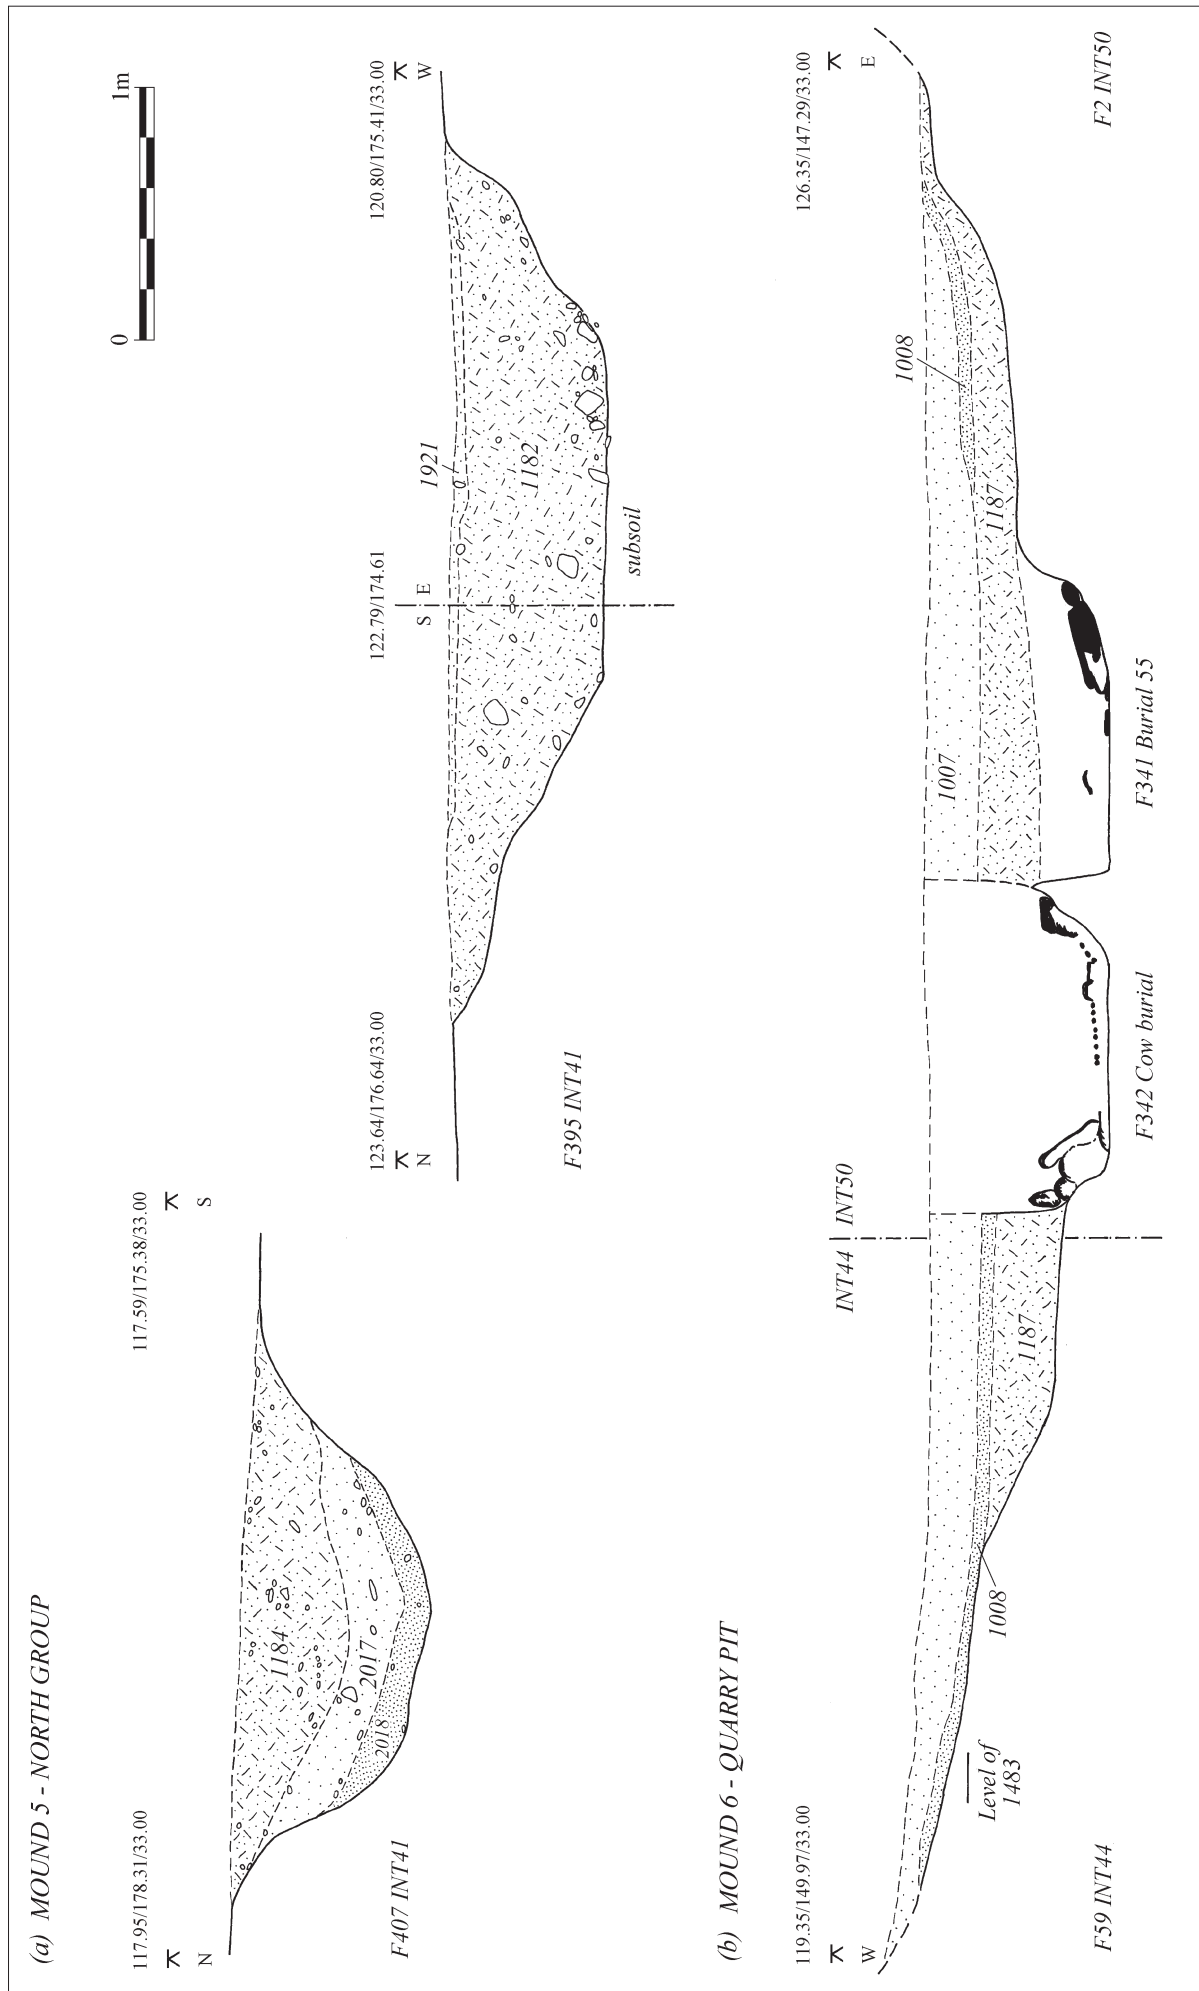 (a) MOUND 5 - NORTH GROUP
0
1m
117.95/178.31/33.00
N
117.59/175.38/33.00
S
1184
2017
2018
F407 INT41
123.64/176.64/33.00
N
122.79/174.61
S E
120.80/175.41/33.00
W
1921
1182
subsoil
F395 INT41
(b) MOUND 6 - QUARRY PIT
119.35/149.97/33.00
W
INT44 INT50
126.35/147.29/33.00
E
1007
1008
1187
1187
1008
Level of
1483
F59 INT44
F342 Cow burial
F341 Burial 55
F2 INT50